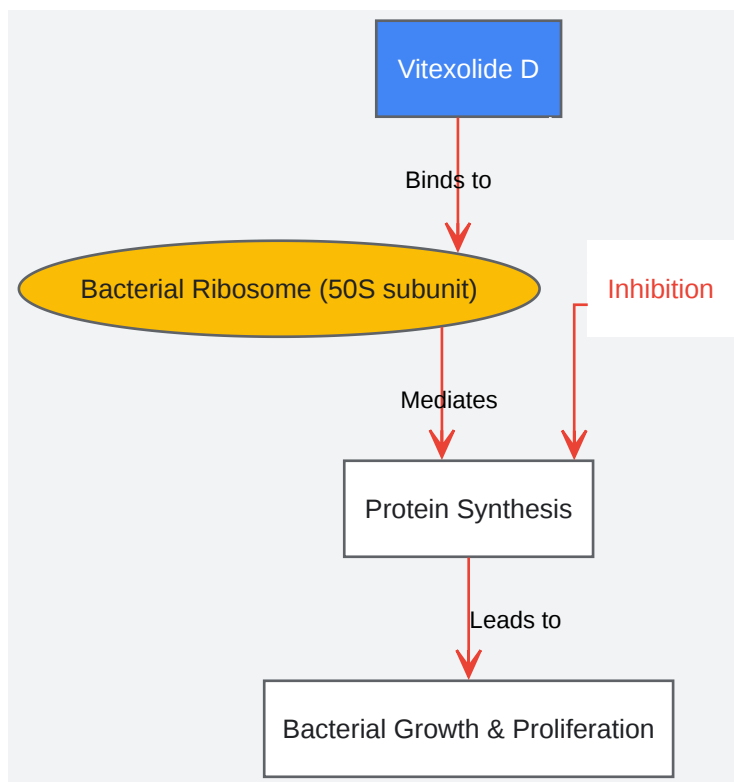 Vitexolide D
Binds to
Bacterial Ribosome (50S subunit)
Inhibition
Mediates
Protein Synthesis
Leads to
Bacterial Growth & Proliferation